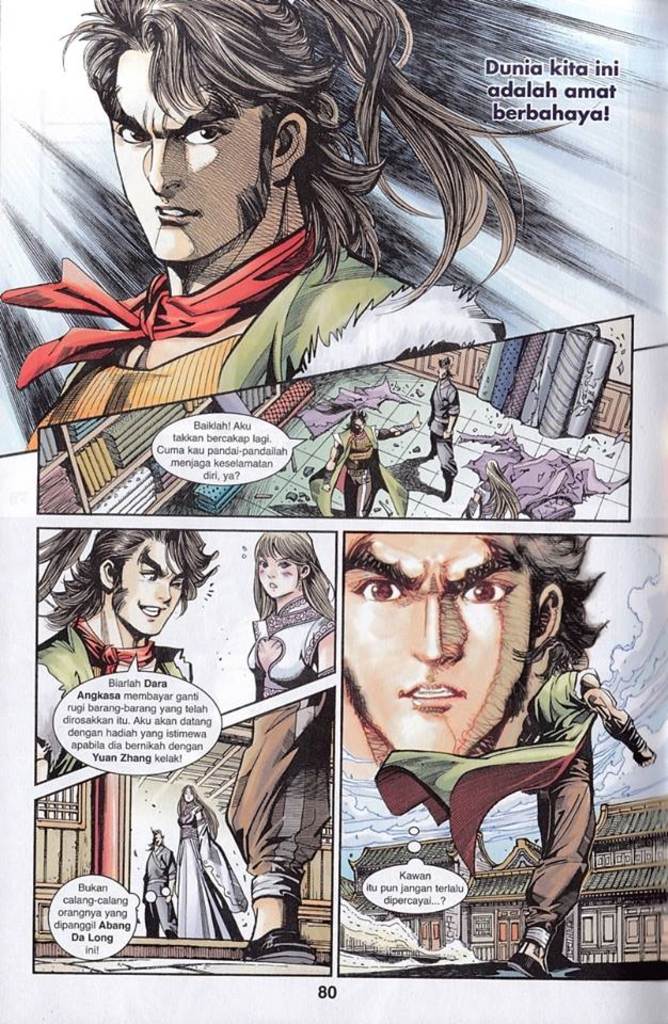 Dunia kita ini
adalah amat
berbahaya!
Baiklah! Aku
takkan bercakap lagi.
Cuma kau pandai-pandailah
menjaga keselamatan
diri, ya?
Biarlah Dara
Angkasa membayar ganti
rugi barang-barang yang telah
dirosakkan itu. Aku akan datang
dengan hadiah yang istimewa
apabila dia bernikah dengan
Yuan Zhang kelak!
Bukan
calang-calang
orangnya yang
dipanggil Abang
Da Long
ini!
Kawan
itu pun jangan terlalu
dipercayai...?
80